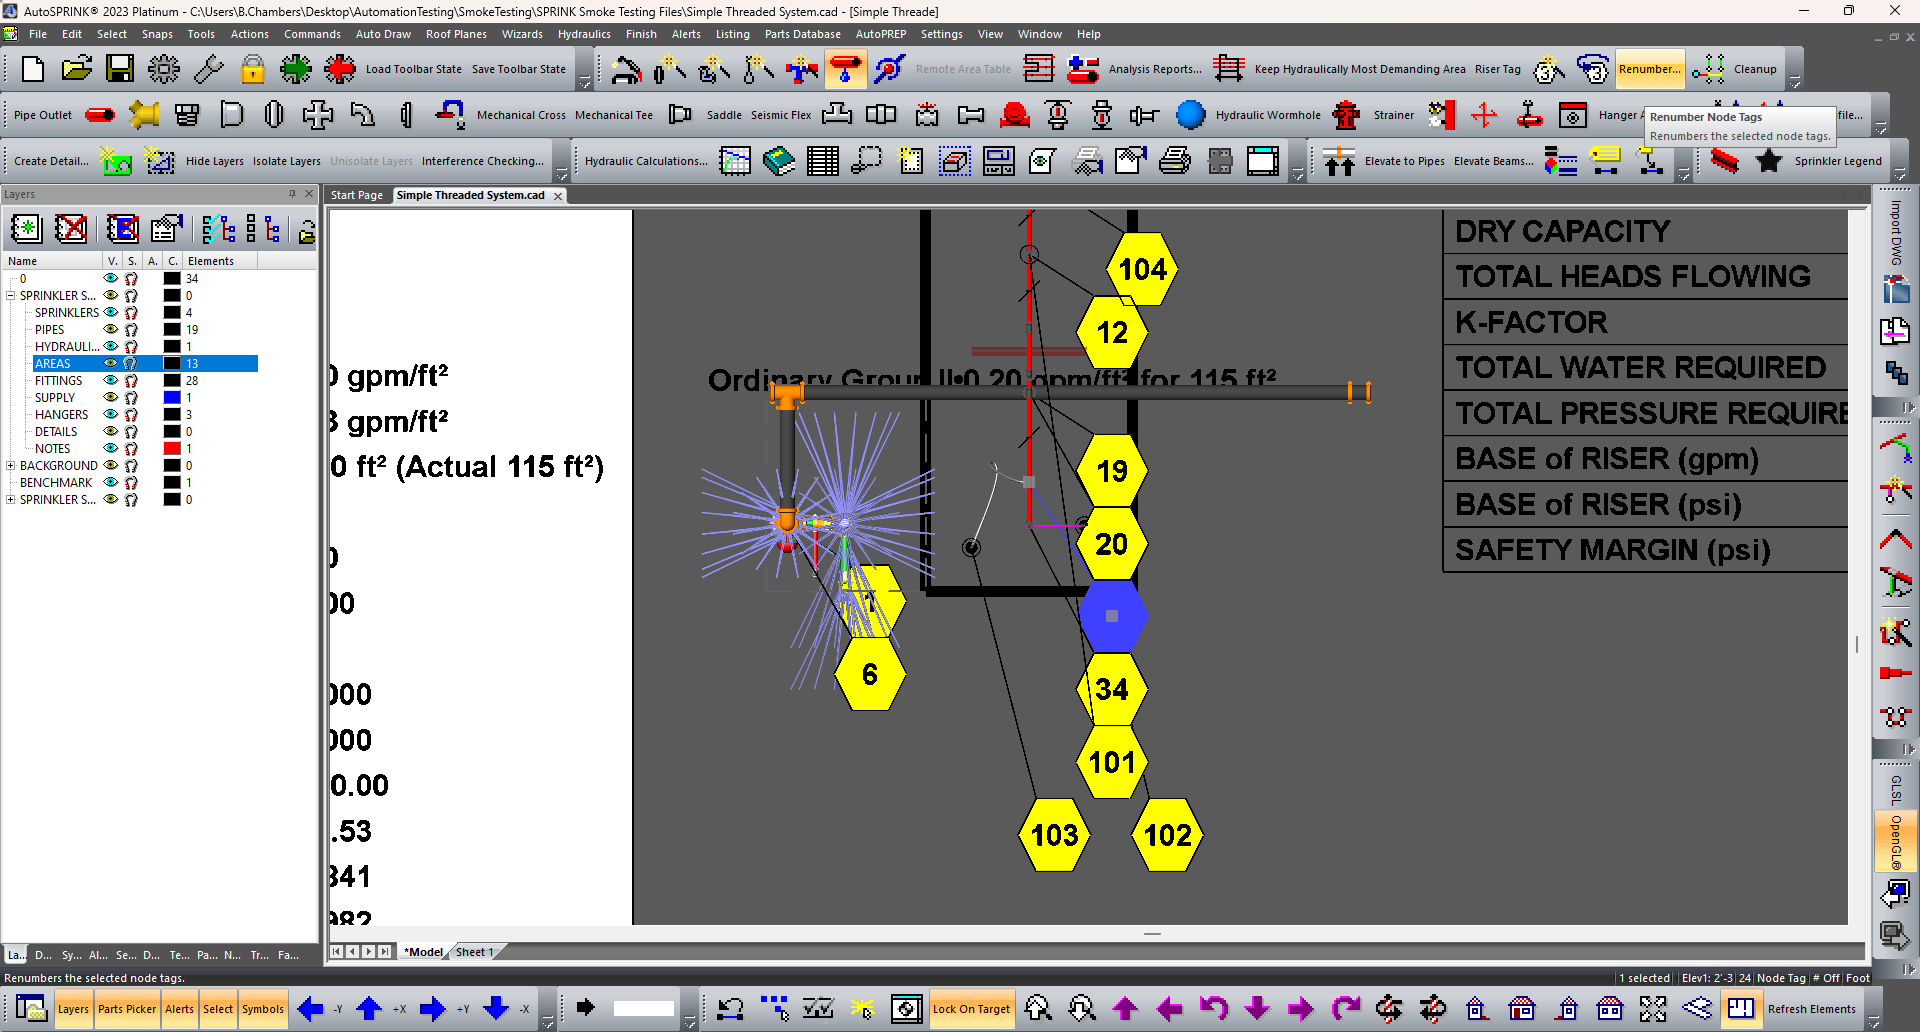 AutoSPRINK® 2023 Platinum - C:\Users\B.Chambers\Desktop\AutomationTesting\SmokeTesting\SPRINK Smoke Testing Files\Simple Threaded System.cad - [Simple Threade]
File Edit Select Snaps Tools Actions Commands Auto Draw Roof Planes Wizards Hydraulics Finish Alerts Listing Parts Database AutoPREP Settings View Window Help
Load Toolbar State Save Toolbar State Remote Area Table Analysis Reports... Keep Hydraulically Most Demanding Area Riser Tag Renumber... Cleanup
Pipe Outlet Mechanical Cross Mechanical Tee Saddle Seismic Flex Hydraulic Wormhole Strainer Hanger A
Renumber Node Tags
Renumbers the selected node tags.
file...
Create Detail... Hide Layers Isolate Layers Unisolate Layers Interference Checking... Hydraulic Calculations... Elevate to Pipes Elevate Beams... Sprinkler Legend
Layers
Start Page Simple Threaded System.cad
Name V. S. A. C. Elements
0 34
SPRINKLER S... 0
SPRINKLERS 4
PIPES 19
HYDRAULI... 1
AREAS 13
FITTINGS 28
SUPPLY 1
HANGERS 3
DETAILS 0
NOTES 1
BACKGROUND 0
BENCHMARK 1
SPRINKLER S... 0
0 gpm/ft²
3 gpm/ft²
0 ft² (Actual 115 ft²)
0
00
000
000
0.00
.53
341
982
Ordinary Group II•0.20 gpm/ft² for 115 ft²
104
12
19
20
34
101
103
102
1
6
DRY CAPACITY
TOTAL HEADS FLOWING
K-FACTOR
TOTAL WATER REQUIRED
TOTAL PRESSURE REQUIRE
BASE of RISER (gpm)
BASE of RISER (psi)
SAFETY MARGIN (psi)
Import DWG
GLSL
OpenGL®
La... D... Sy... Al... Se... D... Te... Pa... N... Tr... Fa...
*Model Sheet 1
Renumbers the selected node tags.
1 selected Elev1: 2'-3 24 Node Tag # Off Foot
Layers Parts Picker Alerts Select Symbols -Y +X +Y -X Lock On Target Refresh Elements